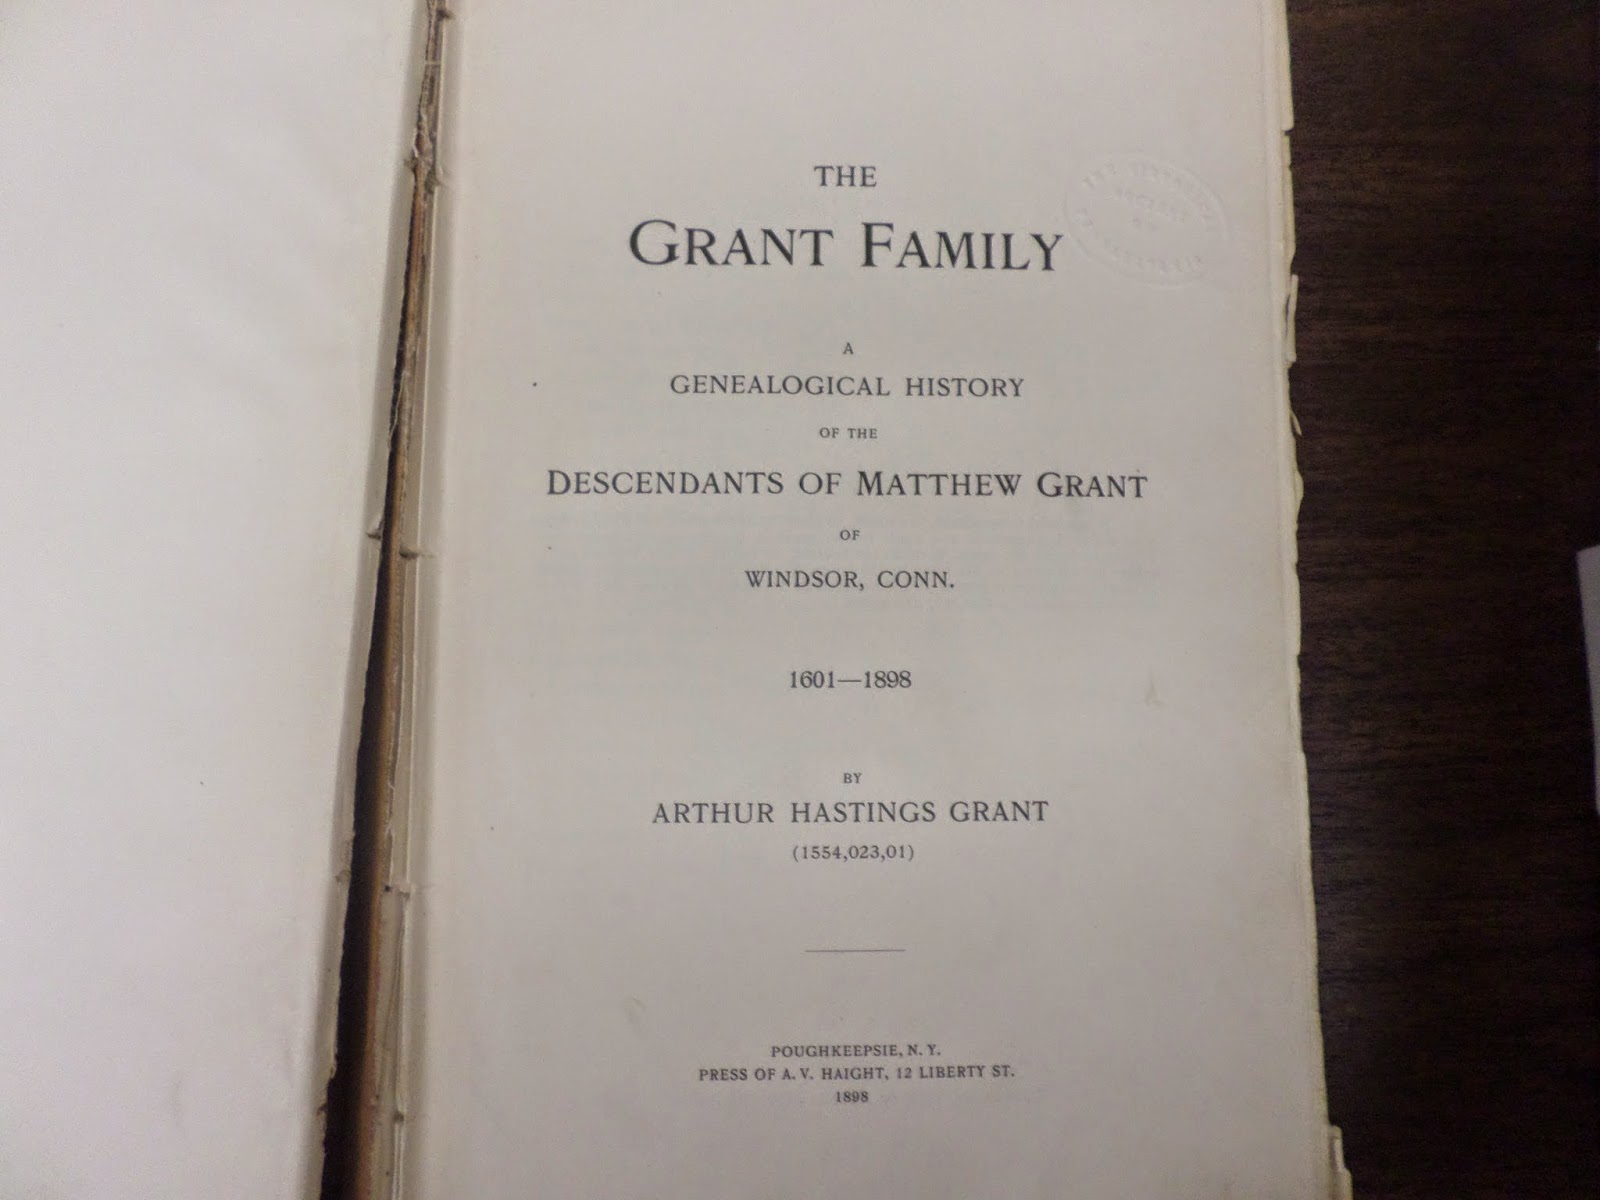 THE
GRANT FAMILY
A
GENEALOGICAL HISTORY
OF THE
DESCENDANTS OF MATTHEW GRANT
OF
WINDSOR, CONN.
1601—1898
BY
ARTHUR HASTINGS GRANT
(1554,023,01)
POUGHKEEPSIE, N. Y.
PRESS OF A. V. HAIGHT, 12 LIBERTY ST.
1898